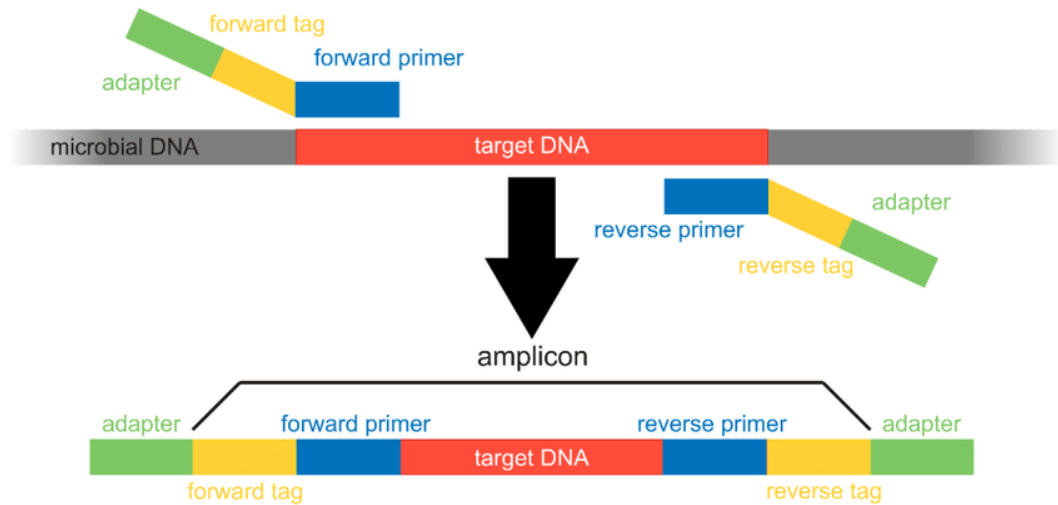 forward tag
forward primer
adapter
microbial DNA
target DNA
adapter
reverse primer
reverse tag
amplicon
adapter
forward primer
reverse primer
adapter
target DNA
forward tag
reverse tag